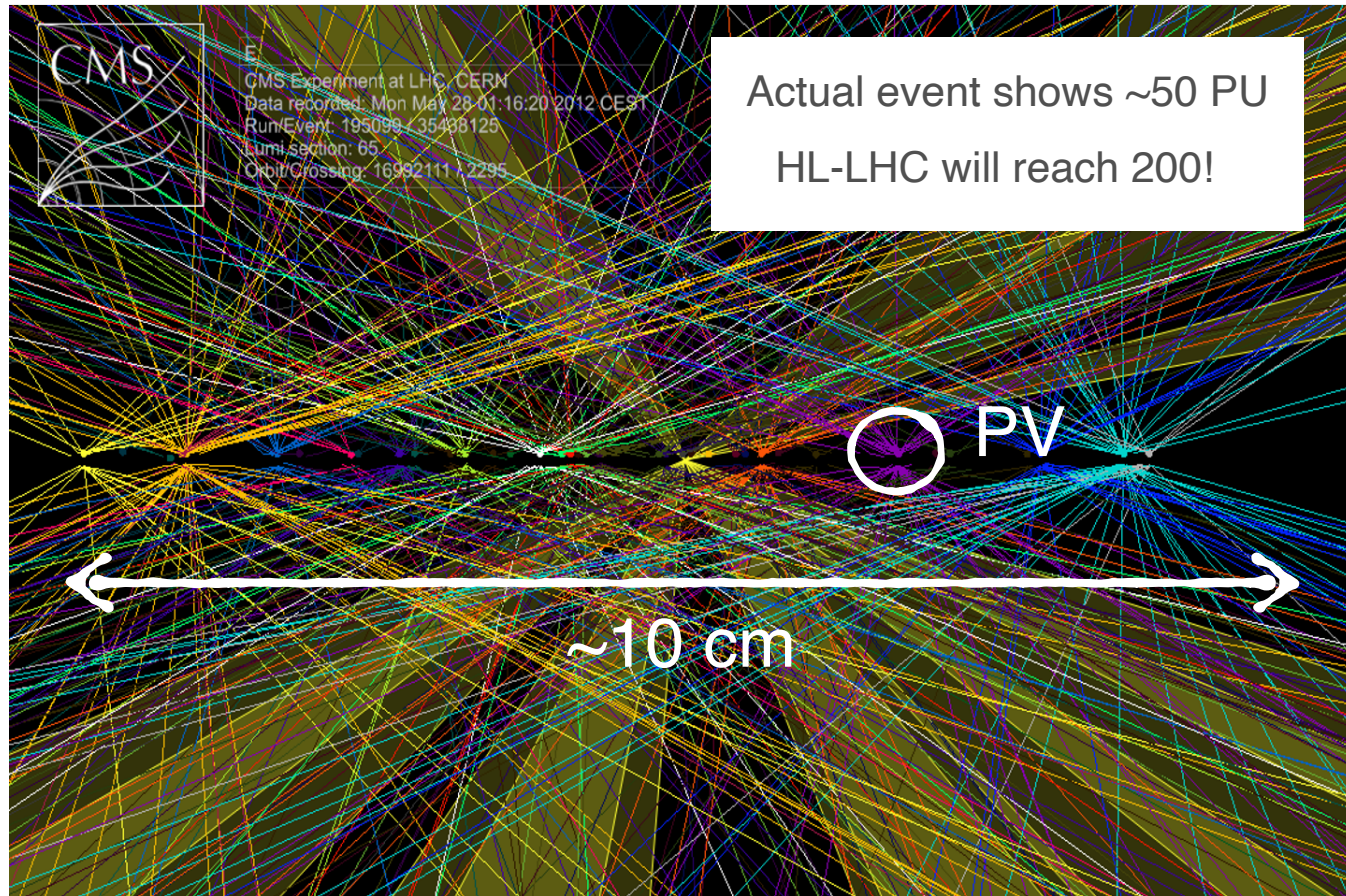 CMS
E
CMS Experiment at LHC, CERN
Data recorded: Mon May 28 01:16:20 2012 CEST
Run/Event: 195099 / 35438125
Lumi section: 65
Orbit/Crossing: 16992111 / 2295
Actual event shows ~50 PU
HL-LHC will reach 200!
PV
~10 cm